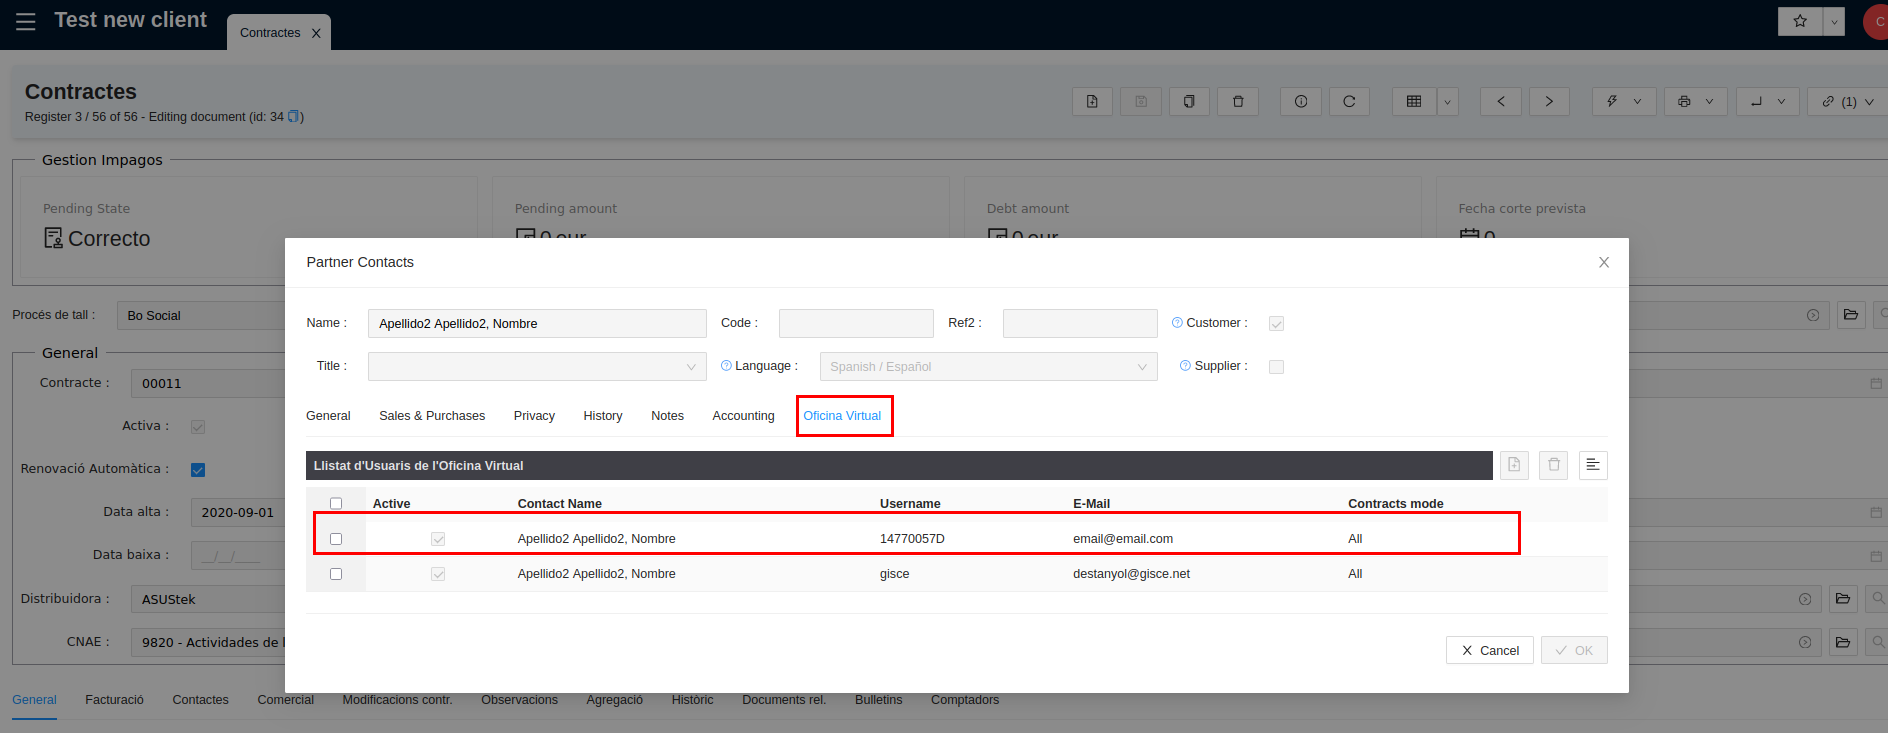 Test new client
Contractes
C
Contractes
Register 3 / 56 of 56 - Editing document (id: 34 )
(1)
Gestion Impagos
Pending State
Correcto
Pending amount
0 eur
Debt amount
0 eur
Fecha corte prevista
0
Procés de tall :
Bo Social
General
Contracte :
00011
Activa :
Renovació Automàtica :
Data alta :
2020-09-01
Data baixa :
__/__/____
Distribuidora :
ASUStek
CNAE :
9820 - Actividades de l
Partner Contacts
Name :
Apellido2 Apellido2, Nombre
Code :
Ref2 :
Customer :
Title :
Language :
Spanish / Español
Supplier :
General
Sales & Purchases
Privacy
History
Notes
Accounting
Oficina Virtual
Llistat d'Usuaris de l'Oficina Virtual
Active Contact Name Username E-Mail Contracts mode
Apellido2 Apellido2, Nombre 14770057D email@email.com All
Apellido2 Apellido2, Nombre gisce destanyol@gisce.net All
Cancel
OK
General Facturació Contactes Comercial Modificacions contr. Observacions Agregació Històric Documents rel. Bulletins Comptadors